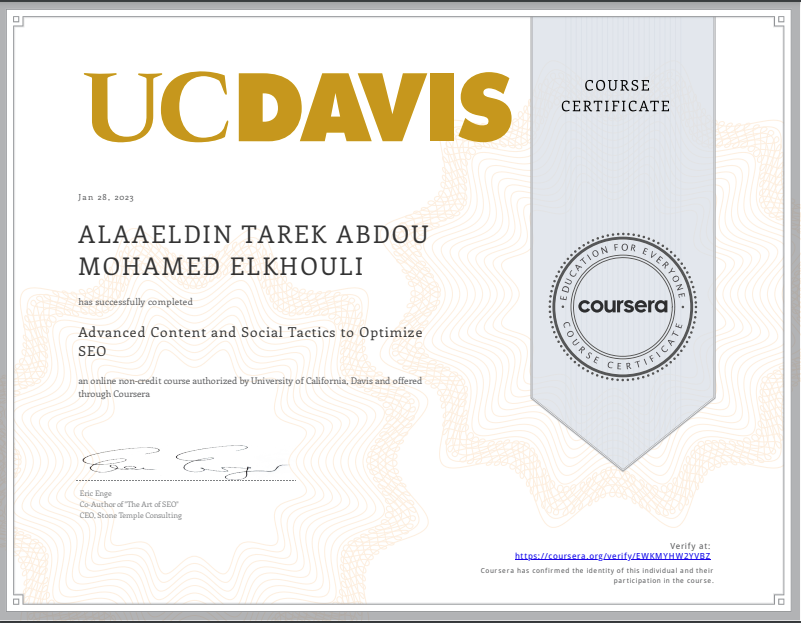 UCDAVIS
COURSE
CERTIFICATE
Jan 28, 2023
ALAAELDIN TAREK ABDOU
MOHAMED ELKHOULI
has successfully completed
Advanced Content and Social Tactics to Optimize
SEO
an online non-credit course authorized by University of California, Davis and offered
through Coursera
EDUCATION FOR EVERYONE
coursera
COURSE CERTIFICATE
Eric Enge
Co-Author of "The Art of SEO"
CEO, Stone Temple Consulting
Verify at:
https://coursera.org/verify/EWKMYHW2YVBZ
Coursera has confirmed the identity of this individual and their
participation in the course.